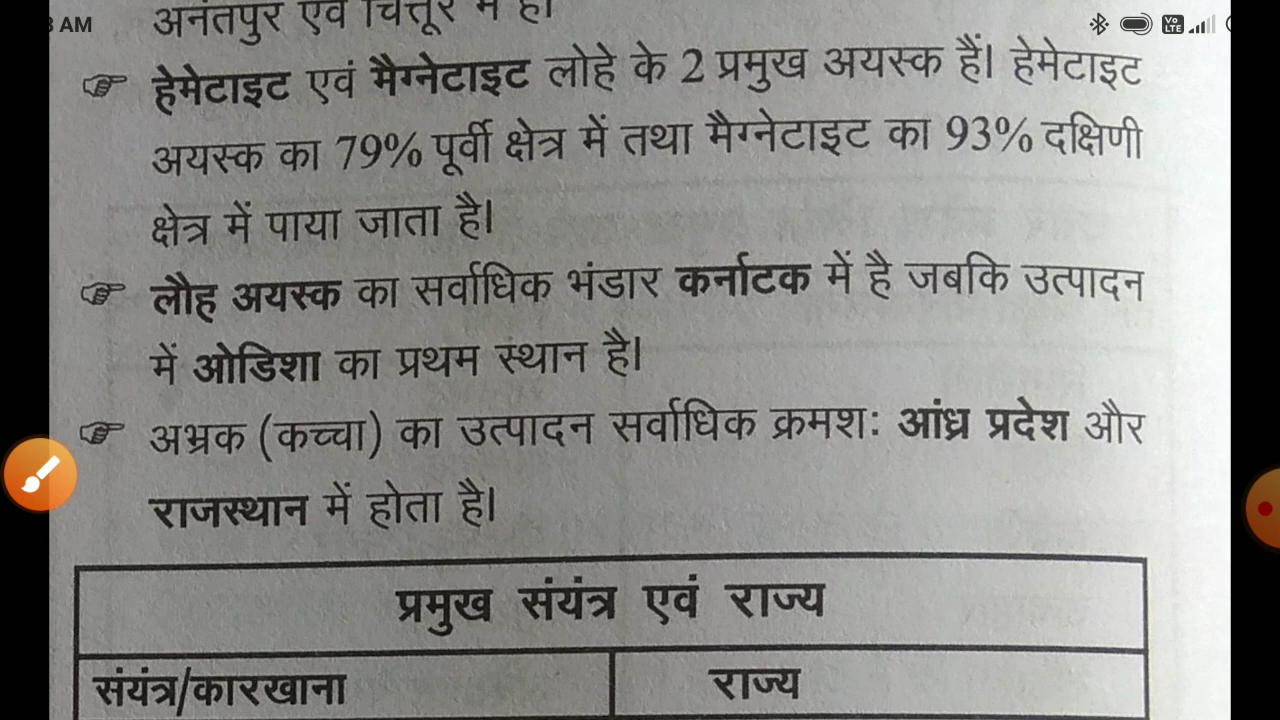 AM
VoLTE
अनंतपुर एवं चित्तूर में है।
हेमेटाइट एवं मैग्नेटाइट लोहे के 2 प्रमुख अयस्क हैं। हेमेटाइट
अयस्क का 79% पूर्वी क्षेत्र में तथा मैग्नेटाइट का 93% दक्षिणी
क्षेत्र में पाया जाता है।
लौह अयस्क का सर्वाधिक भंडार कर्नाटक में है जबकि उत्पादन
में ओडिशा का प्रथम स्थान है।
अभ्रक (कच्चा) का उत्पादन सर्वाधिक क्रमश: आंध्र प्रदेश और
राजस्थान में होता है।
प्रमुख संयंत्र एवं राज्य
संयंत्र/कारखाना
राज्य